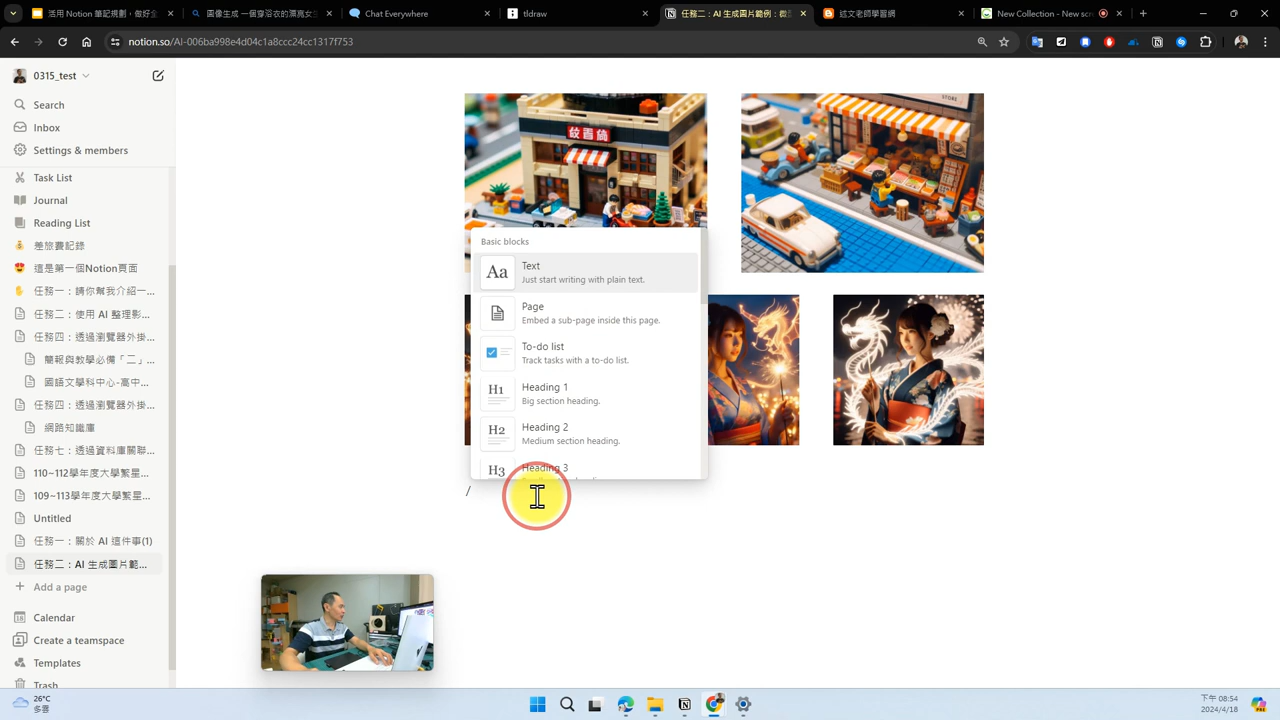 活用 Notion 筆記規劃，做好企
圖像生成 一個穿浴衣的漂亮女生
Chat Everywhere
tldraw
任務二：AI 生成圖片範例：微型
述文老師學習網
New Collection - New scre
notion.so/AI-006ba998e4d04c1a8ccc24cc1317f753
0315_test
Search
Inbox
Settings & members
Task List
Journal
Reading List
差旅費記錄
這是第一個Notion頁面
任務一：請你幫我介紹一...
任務二：使用 AI 整理影...
任務四：透過瀏覽器外掛...
簡報與教學必備「二」...
國語文學科中心-高中...
任務四：透過瀏覽器外掛...
網路知識庫
任務七：透過資料庫關聯...
110~112學年度大學繁星...
109~113學年度大學繁星...
Untitled
任務一：關於 AI 這件事(1)
任務二：AI 生成圖片範...
Add a page
Calendar
Create a teamspace
Templates
Trash
STORE
Basic blocks
Aa
Text
Just start writing with plain text.
Page
Embed a sub-page inside this page.
To-do list
Track tasks with a to-do list.
H1
Heading 1
Big section heading.
H2
Heading 2
Medium section heading.
H3
Heading 3
/
26°C
多雲
下午 08:54
2024/4/18